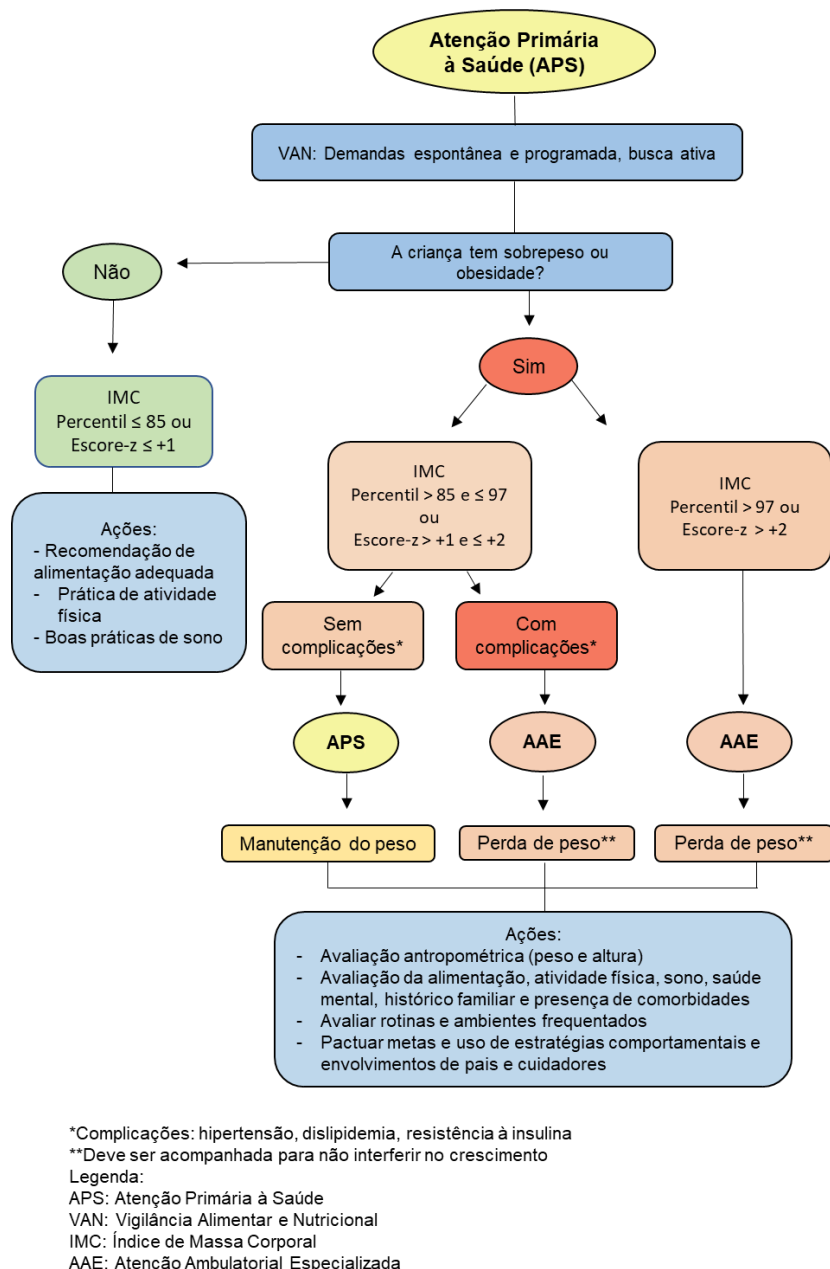 Atenção Primária
à Saúde (APS)
VAN: Demandas espontânea e programada, busca ativa
A criança tem sobrepeso ou
obesidade?
Não
Sim
IMC
Percentil ≤ 85 ou
Escore-z ≤ +1
IMC
Percentil > 85 e ≤ 97
ou
Escore-z > +1 e ≤ +2
IMC
Percentil > 97 ou
Escore-z > +2
Ações:
- Recomendação de
alimentação adequada
- Prática de atividade
física
- Boas práticas de sono
Sem
complicações*
Com
complicações*
APS
AAE
AAE
Manutenção do peso
Perda de peso**
Perda de peso**
Ações:
- Avaliação antropométrica (peso e altura)
- Avaliação da alimentação, atividade física, sono, saúde
mental, histórico familiar e presença de comorbidades
- Avaliar rotinas e ambientes frequentados
- Pactuar metas e uso de estratégias comportamentais e
envolvimentos de pais e cuidadores
*Complicações: hipertensão, dislipidemia, resistência à insulina
**Deve ser acompanhada para não interferir no crescimento
Legenda:
APS: Atenção Primária à Saúde
VAN: Vigilância Alimentar e Nutricional
IMC: Índice de Massa Corporal
AAE: Atenção Ambulatorial Especializada